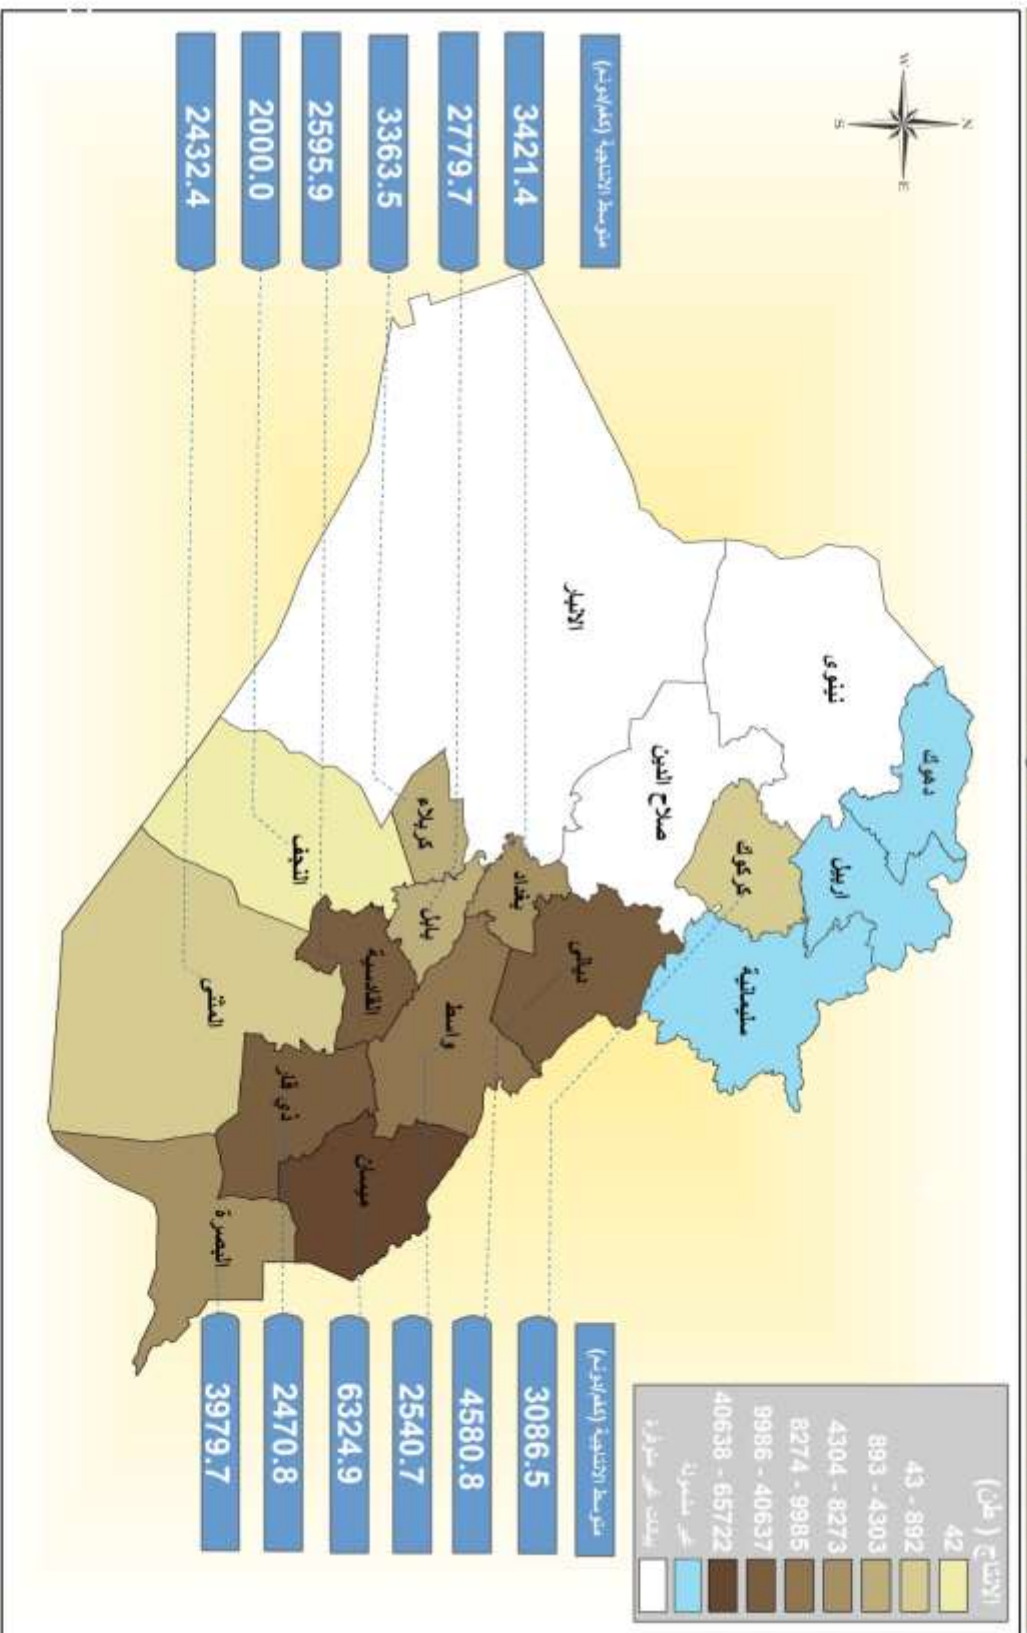 N
W
E
S
الانتاج (طن)
42
43 - 892
893 - 4303
4304 - 8273
8274 - 9985
9986 - 40637
40638 - 65722
غير مشمولة
بيانات غير متوفرة
دهوك
نينوى
اربيل
كركوك
سليمانية
صلاح الدين
الانبار
ديالى
بغداد
كربلاء
بابل
واسط
النجف
القادسية
المثنى
ذي قار
ميسان
البصرة
متوسط الانتاجية (كغم/دونم)
3421.4
2779.7
3363.5
2595.9
2000.0
2432.4
متوسط الانتاجية (كغم/دونم)
3086.5
4580.8
2540.7
6324.9
2470.8
3979.7